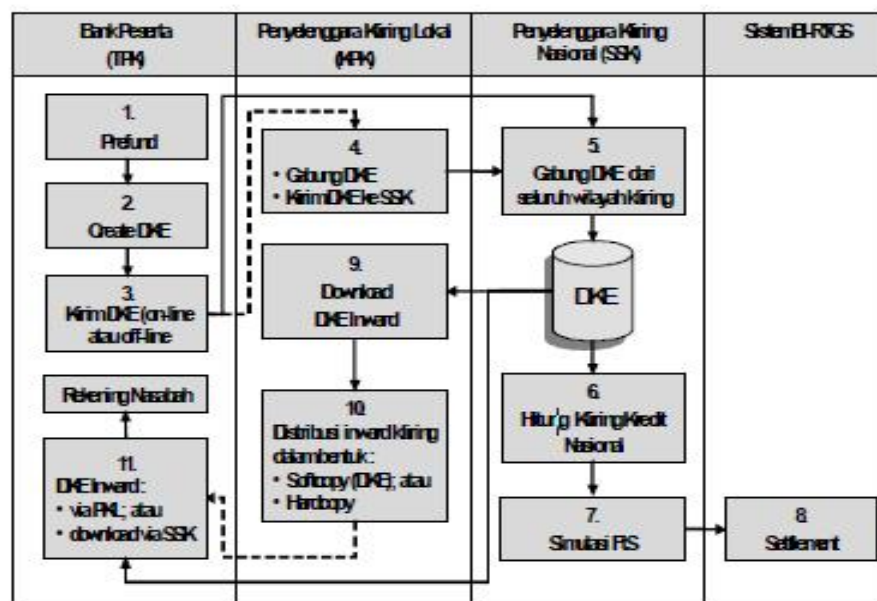 Bank Peserta
(TPK)
Penyelenggara Kliring Lokal
(KPK)
Penyelenggara Kliring
Nasional (SSK)
Sistem BI-RTGS
1.
Prefund
2.
Create DKE
3.
Kirim DKE (on-line
atau off-line
4.
• Gabung DKE
• Kirim DKE ke SSK
5.
Gabung DKE dari
seluruh wilayah kliring
9.
Download
DKE Inward
DKE
Rekening Nasabah
10.
Distribusi inward kliring
dalam bentuk :
• Softcopy (DKE); atau
• Hardcopy
6.
Hitung Kliring Kredit
Nasional
11.
DKE Inward :
• via PKL; atau
• download via SSK
7.
Simulasi FtS
8.
Settlement